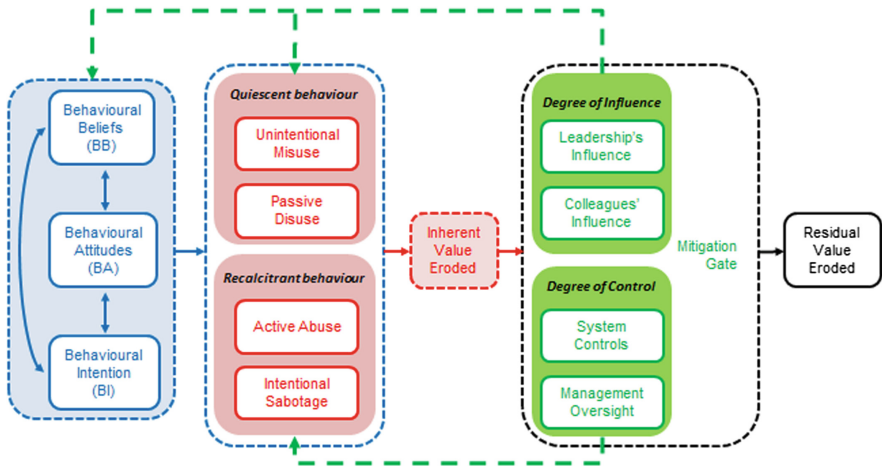 Behavioural
Beliefs
(BB)
Behavioural
Attitudes
(BA)
Behavioural
Intention
(BI)
Quiescent behaviour
Unintentional
Misuse
Passive
Disuse
Recalcitrant behaviour
Active Abuse
Intentional
Sabotage
Inherent
Value
Eroded
Degree of Influence
Leadership's
Influence
Colleagues'
Influence
Degree of Control
System
Controls
Management
Oversight
Mitigation
Gate
Residual
Value
Eroded